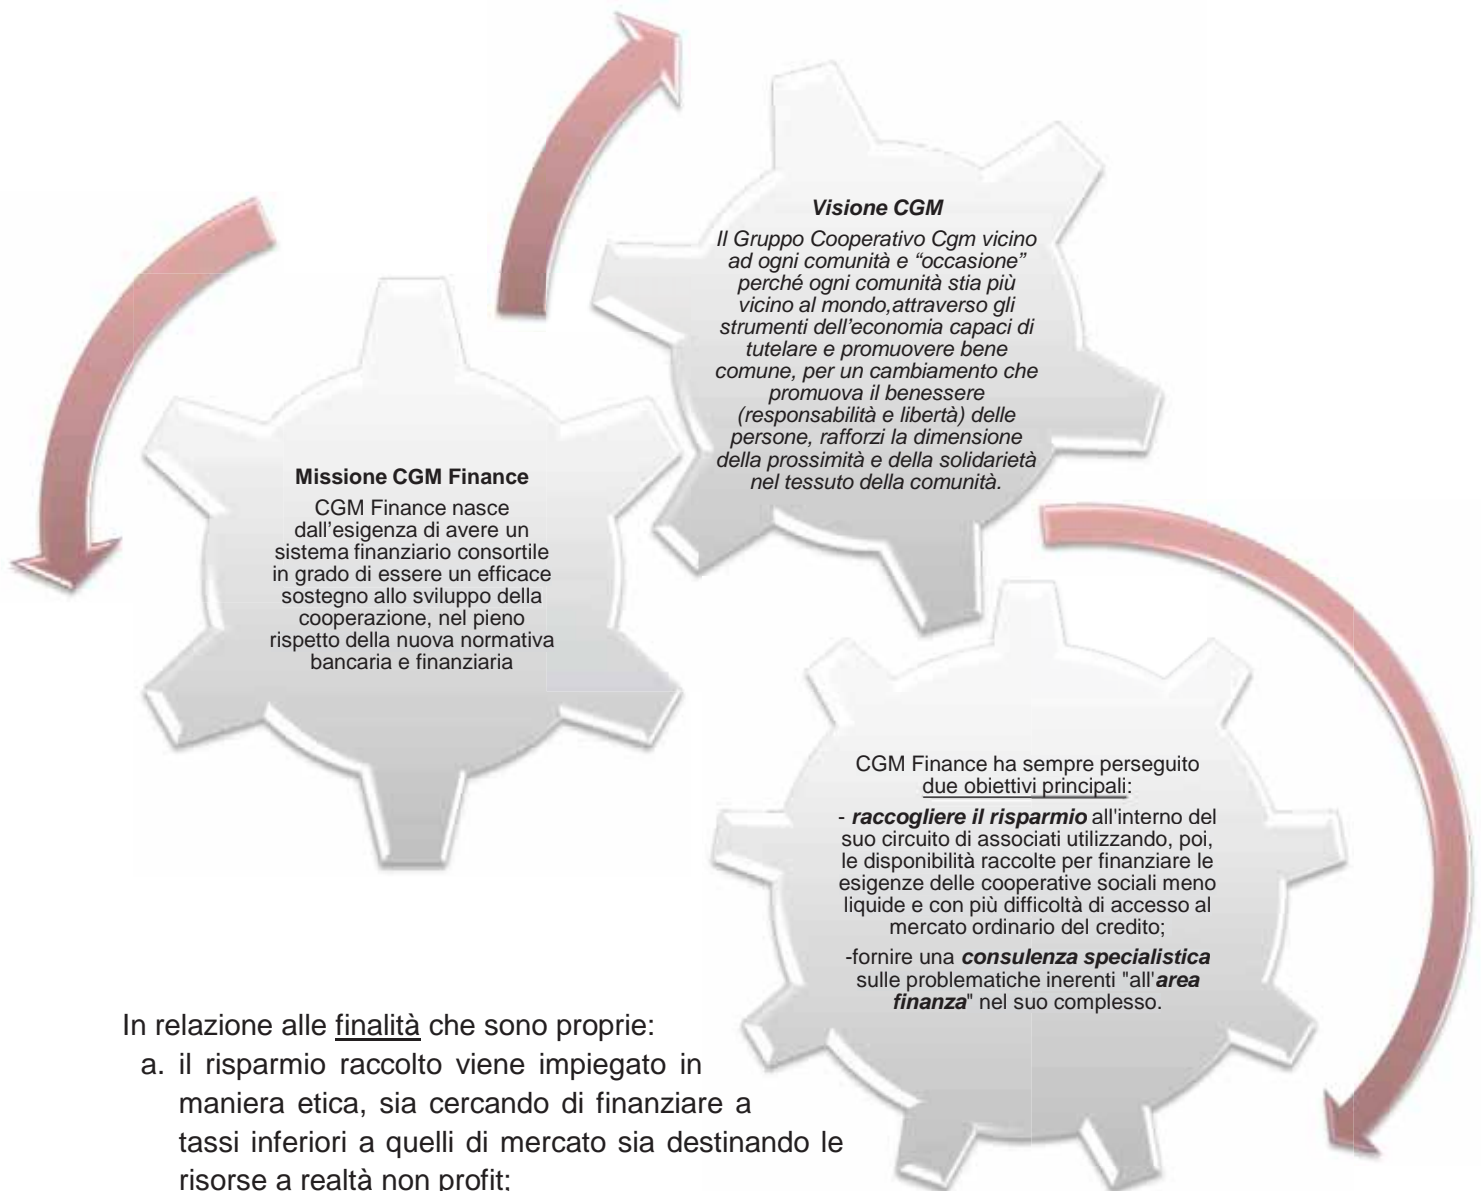 Visione CGM
Il Gruppo Cooperativo Cgm vicino
ad ogni comunità e “occasione”
perché ogni comunità stia più
vicino al mondo,attraverso gli
strumenti dell’economia capaci di
tutelare e promuovere bene
comune, per un cambiamento che
promuova il benessere
(responsabilità e libertà) delle
persone, rafforzi la dimensione
della prossimità e della solidarietà
nel tessuto della comunità.
Missione CGM Finance
CGM Finance nasce
dall’esigenza di avere un
sistema finanziario consortile
in grado di essere un efficace
sostegno allo sviluppo della
cooperazione, nel pieno
rispetto della nuova normativa
bancaria e finanziaria
CGM Finance ha sempre perseguito
due obiettivi principali:
- raccogliere il risparmio all'interno del
suo circuito di associati utilizzando, poi,
le disponibilità raccolte per finanziare le
esigenze delle cooperative sociali meno
liquide e con più difficoltà di accesso al
mercato ordinario del credito;
-fornire una consulenza specialistica
sulle problematiche inerenti "all'area
finanza" nel suo complesso.
In relazione alle finalità che sono proprie:
a. il risparmio raccolto viene impiegato in
maniera etica, sia cercando di finanziare a
tassi inferiori a quelli di mercato sia destinando le
risorse a realtà non profit;